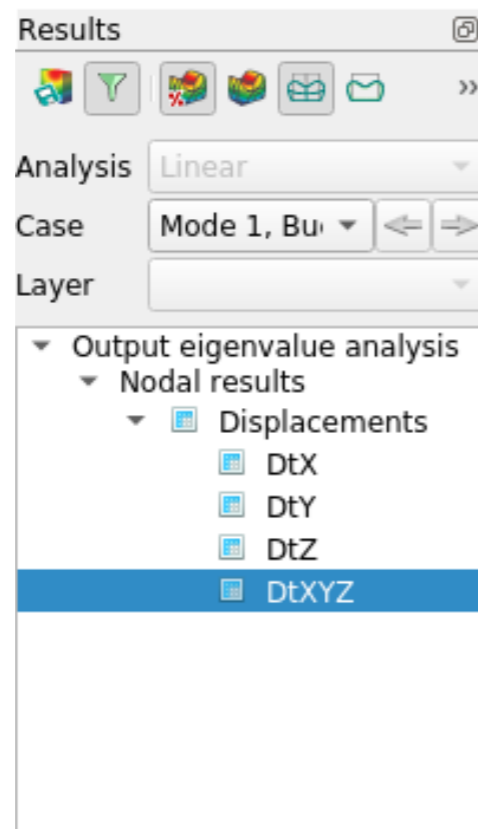 Results
»
Analysis Linear
Case Mode 1, Bu
Layer
Output eigenvalue analysis
Nodal results
Displacements
DtX
DtY
DtZ
DtXYZ